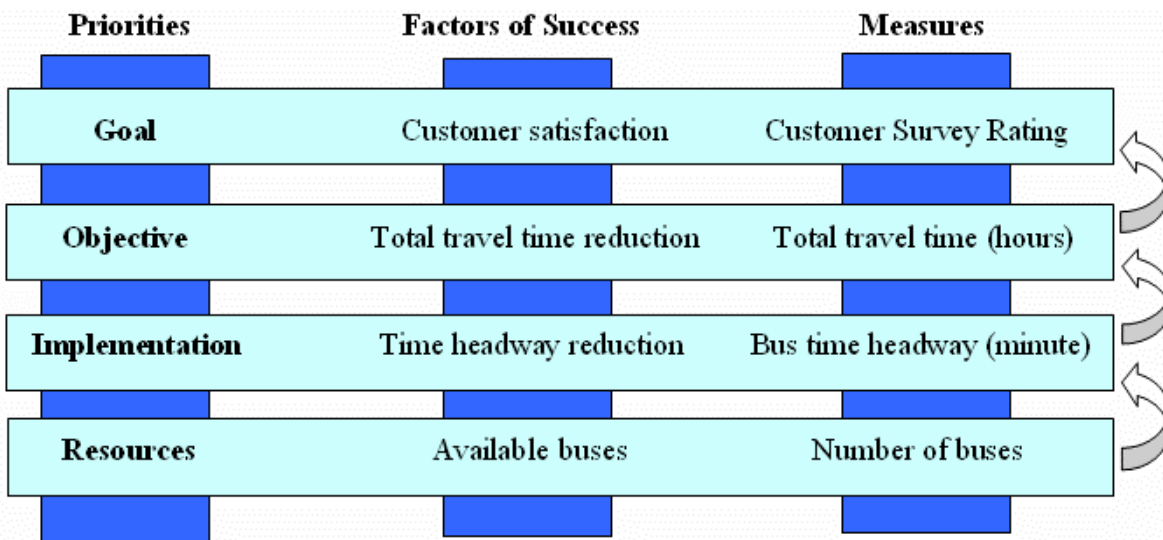 Priorities Factors of Success Measures
Goal Customer satisfaction Customer Survey Rating
Objective Total travel time reduction Total travel time (hours)
Implementation Time headway reduction Bus time headway (minute)
Resources Available buses Number of buses